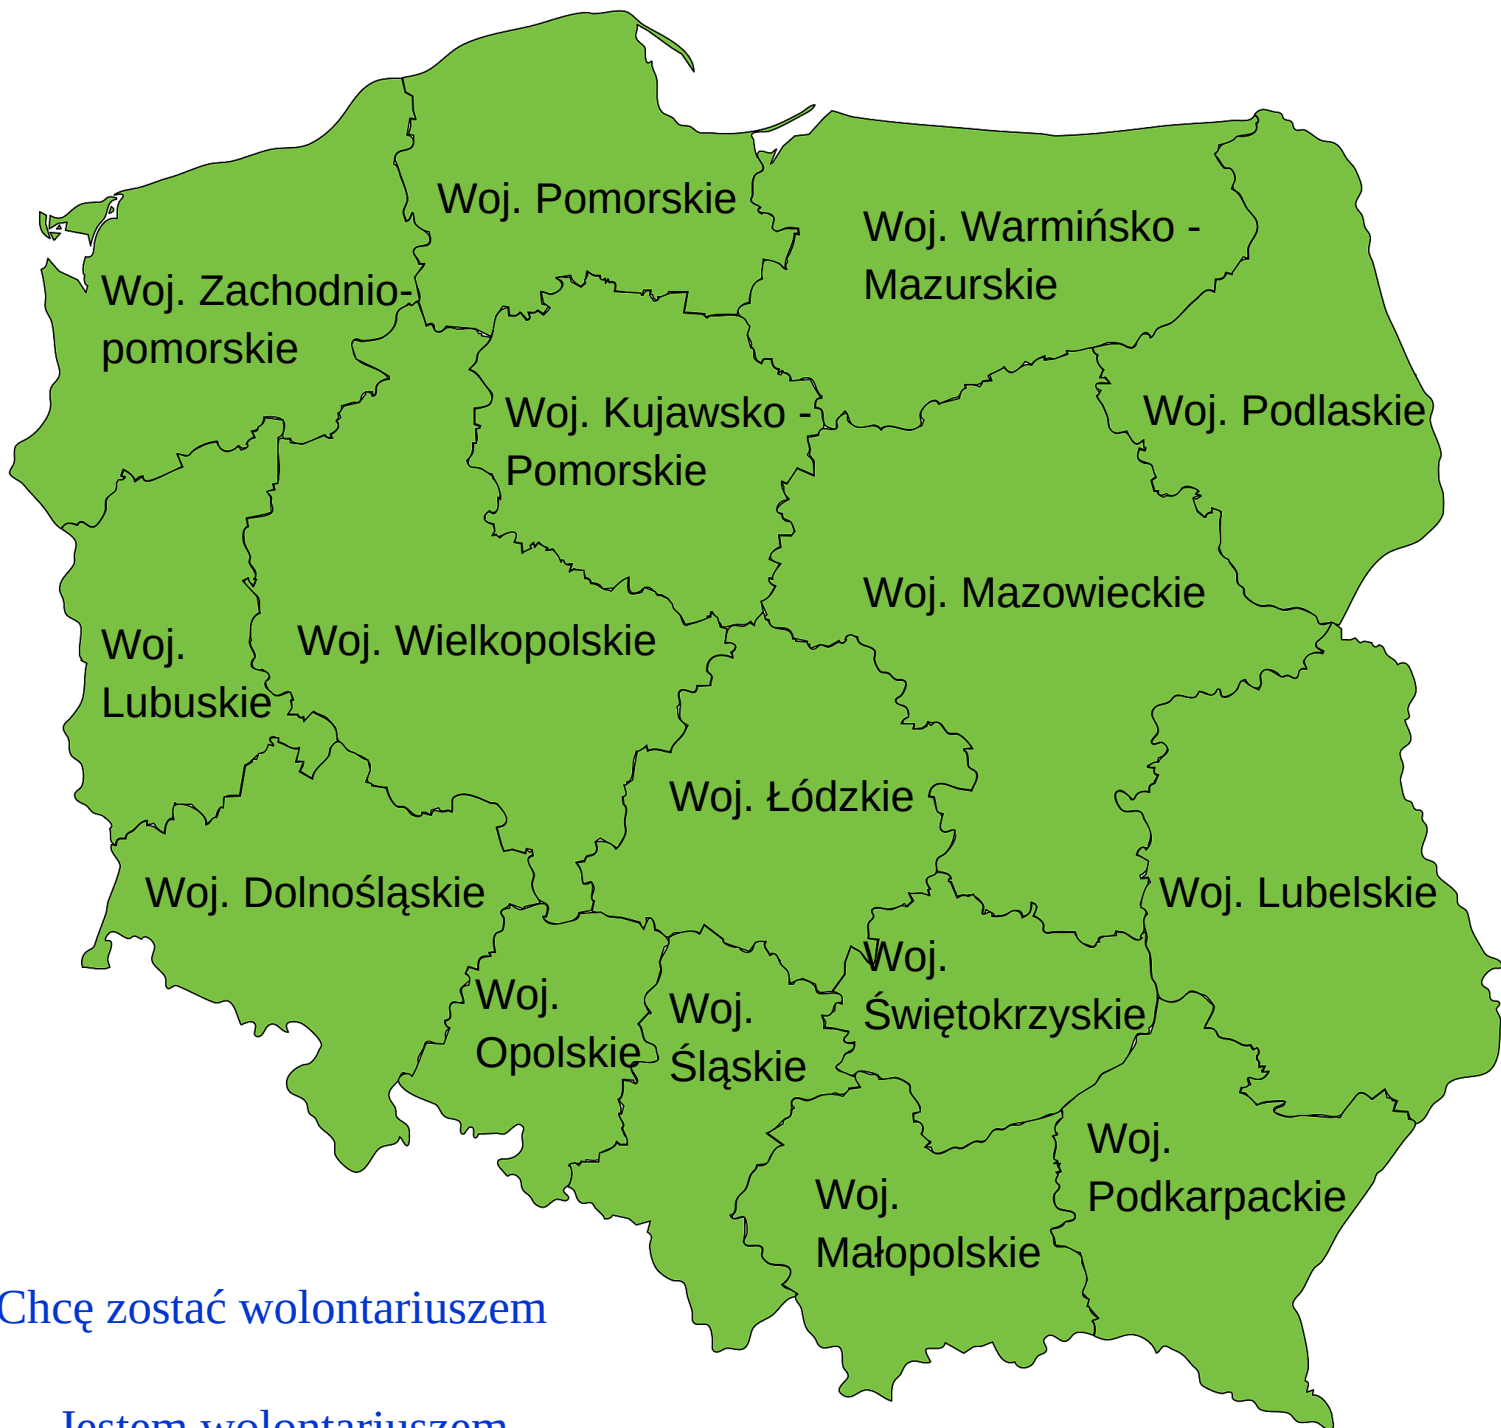 Woj. Pomorskie
Woj. Warmińsko -
Mazurskie
Woj. Zachodnio-
pomorskie
Woj. Kujawsko -
Pomorskie
Woj. Podlaskie
Woj. Mazowieckie
Woj. Wielkopolskie
Woj.
Lubuskie
Woj. Łódzkie
Woj. Dolnośląskie
Woj. Lubelskie
Woj.
Świętokrzyskie
Woj.
Opolskie
Woj.
Śląskie
Woj.
Podkarpackie
Woj.
Małopolskie
Chcę zostać wolontariuszem
Jestem wolontariuszem